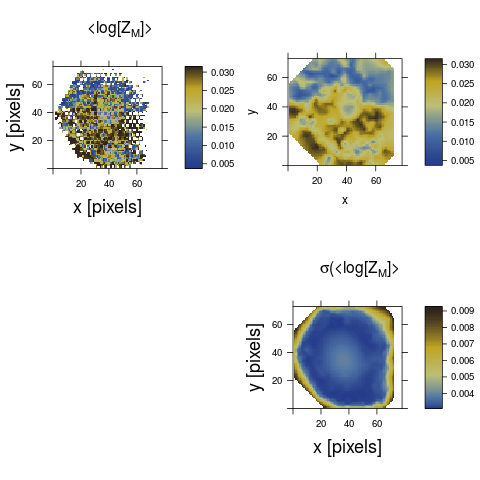 <log[Z_M]>
60
40
20
y [pixels]
20 40 60
x [pixels]
0.030
0.025
0.020
0.015
0.010
0.005
60
40
20
y
20 40 60
x
0.030
0.025
0.020
0.015
0.010
0.005
σ(<log[Z_M]>
60
40
20
y [pixels]
20 40 60
x [pixels]
0.009
0.008
0.007
0.006
0.005
0.004